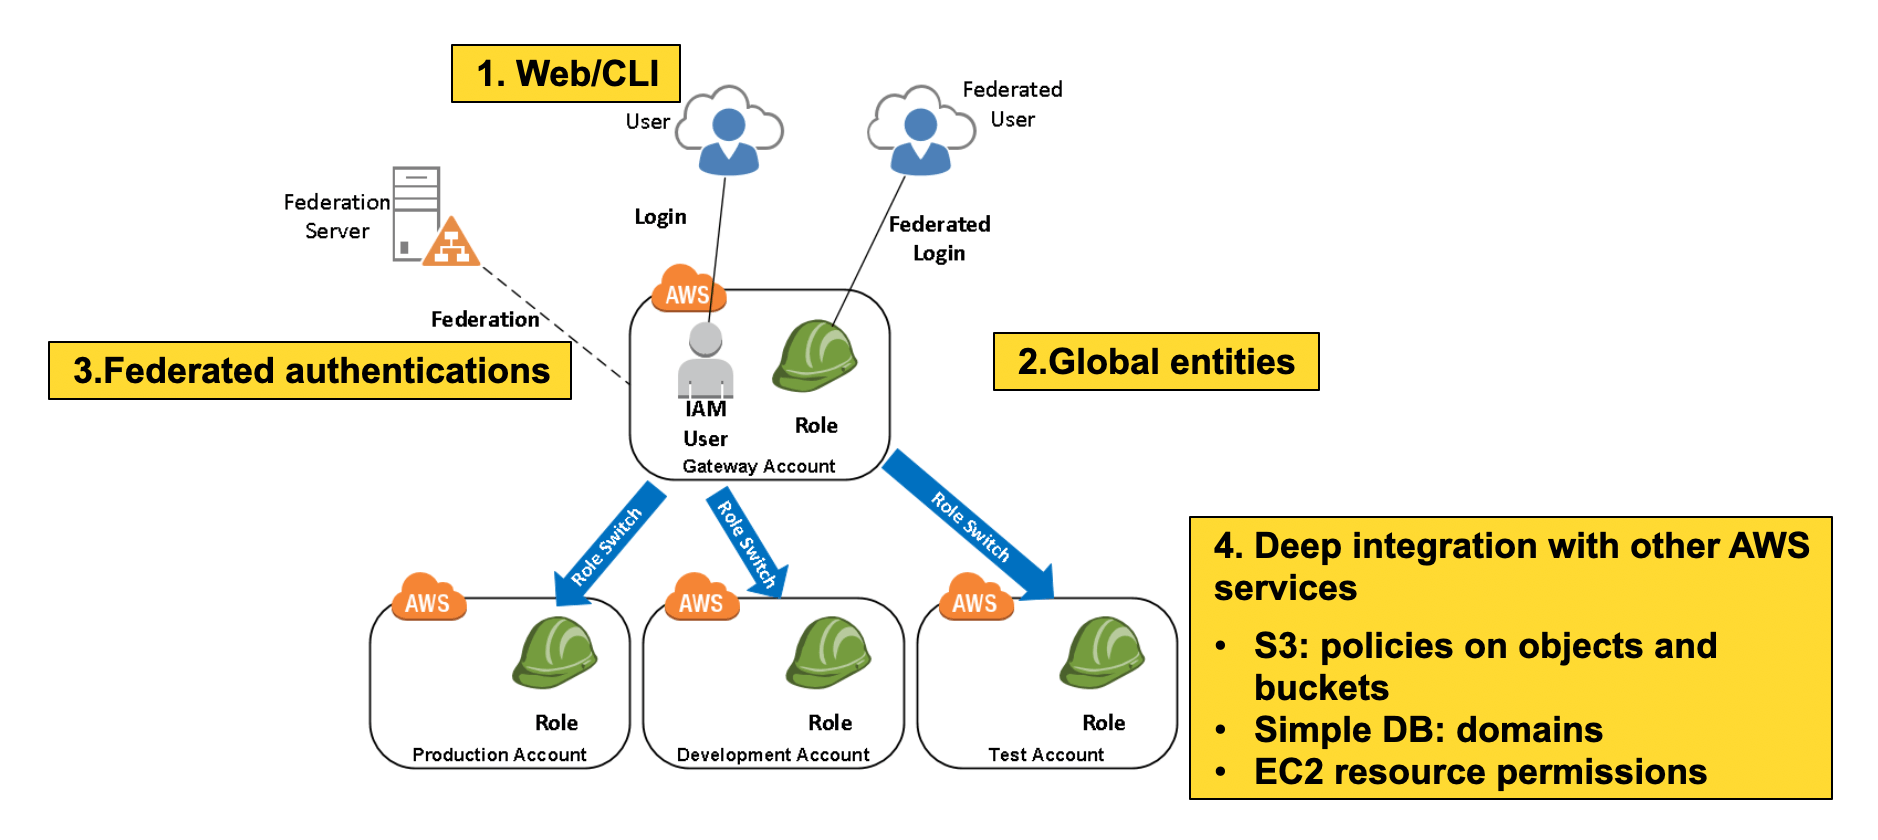 1. Web/CLI
User
Federated
User
Federation
Server
Login
Federated
Login
AWS
Federation
3.Federated authentications
2.Global entities
IAM
User
Role
Gateway Account
Role Switch
Role Switch
Role Switch
AWS
Role
Production Account
AWS
Role
Development Account
AWS
Role
Test Account
4. Deep integration with other AWS
services
• S3: policies on objects and
buckets
• Simple DB: domains
• EC2 resource permissions